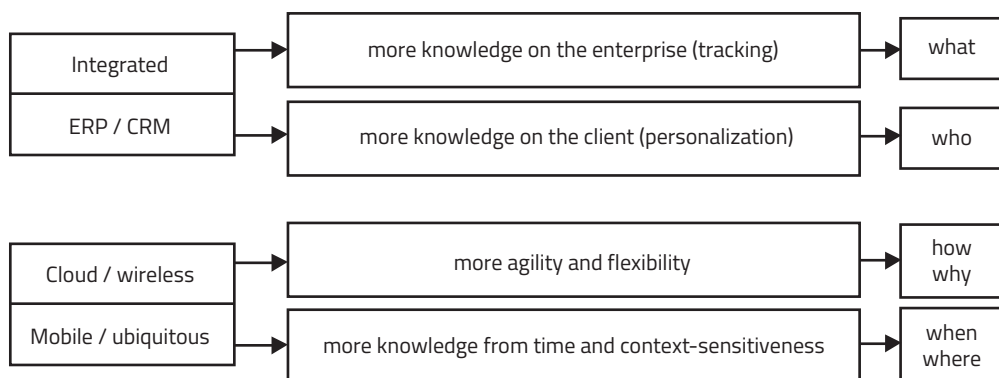 Integrated
more knowledge on the enterprise (tracking)
what
ERP / CRM
more knowledge on the client (personalization)
who
Cloud / wireless
more agility and flexibility
how
why
Mobile / ubiquitous
more knowledge from time and context-sensitiveness
when
where